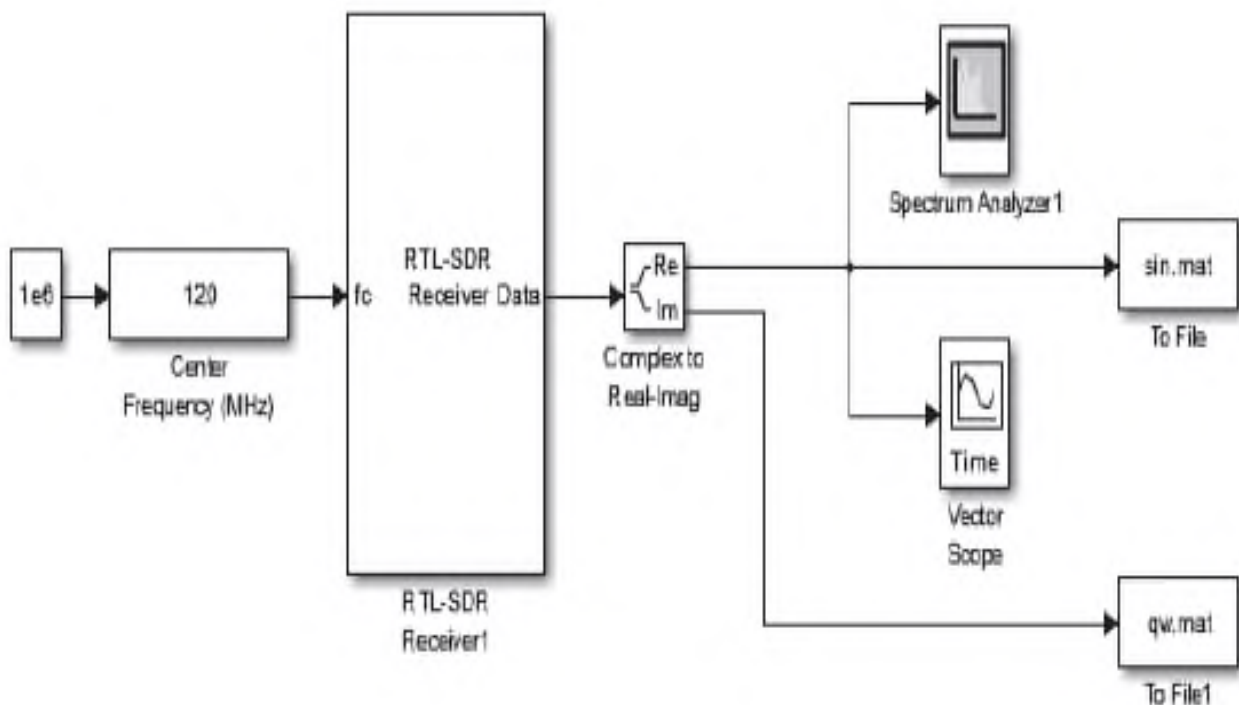 1e6
120
Center
Frequency (MHz)
fc
RTL-SDR
Receiver Data
RTL-SDR
Receiver1
Re
Im
Complex to
Real-Imag
Spectrum Analyzer1
sin.mat
To File
Time
Vector
Scope
qw.mat
To File1